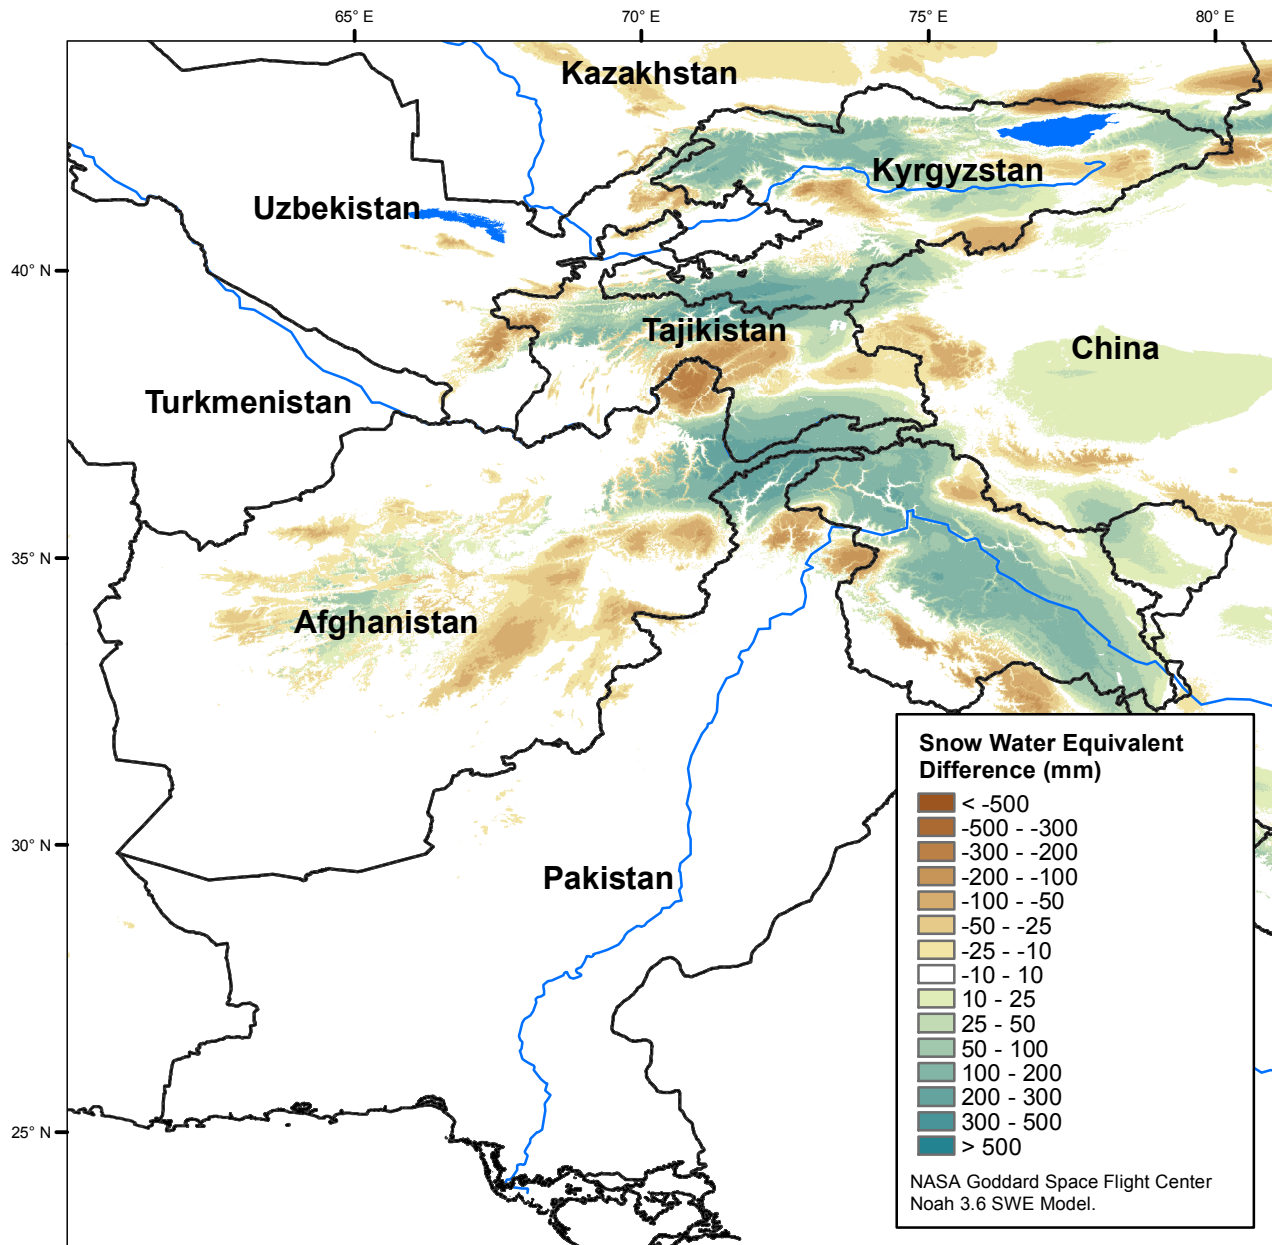 65° E
70° E
75° E
80° E
Kazakhstan
Kyrgyzstan
Uzbekistan
40° N
Tajikistan
China
Turkmenistan
35° N
Afghanistan
Snow Water Equivalent
Difference (mm)
< -500
-500 - -300
-300 - -200
-200 - -100
-100 - -50
-50 - -25
-25 - -10
-10 - 10
10 - 25
25 - 50
50 - 100
100 - 200
200 - 300
300 - 500
> 500
NASA Goddard Space Flight Center
Noah 3.6 SWE Model.
30° N
Pakistan
25° N